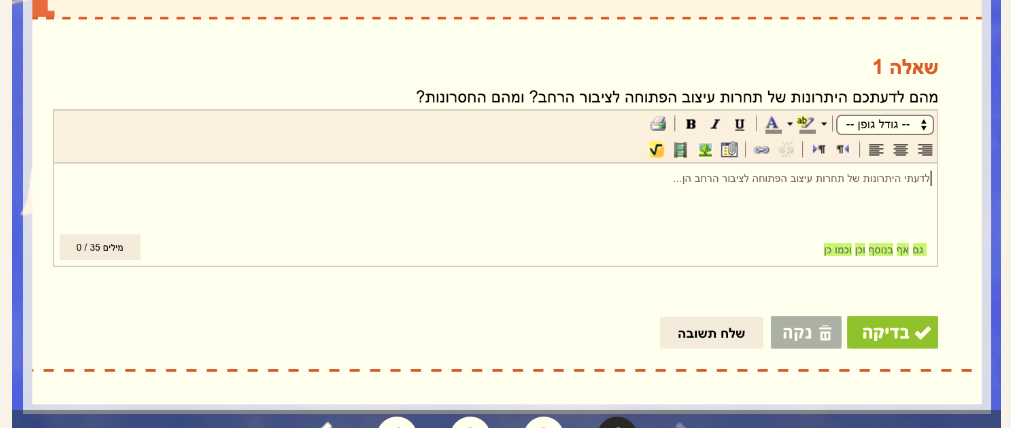 שאלה 1
מהם לדעתכם היתרונות של תחרות עיצוב הפתוחה לציבור הרחב? ומהם החסרונות?
-- גודל גופן --
לדעתי היתרונות של תחרות עיצוב הפתוחה לציבור הרחב הן...
גם אף בנוסף וכן וכמו כן
0 / 35 מילים
בדיקה נקה שלח תשובה